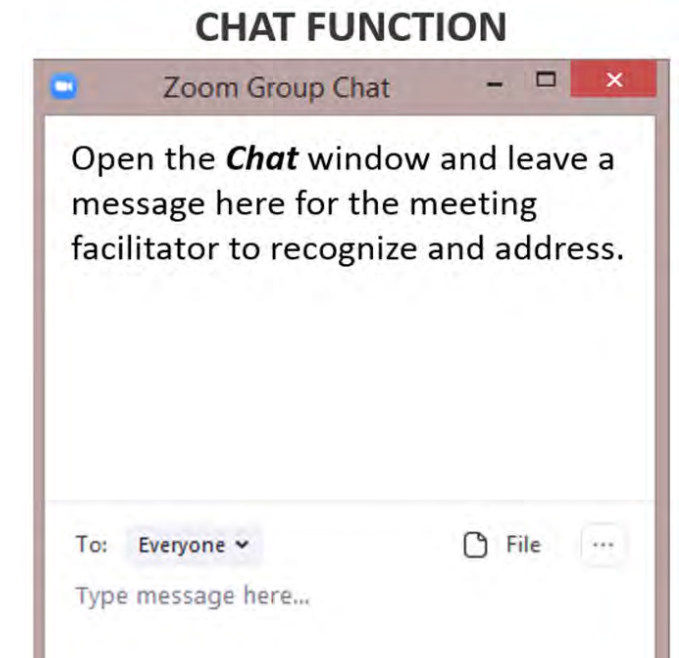 CHAT FUNCTION
Zoom Group Chat
Open the Chat window and leave a
message here for the meeting
facilitator to recognize and address.
To: Everyone File ...
Type message here...